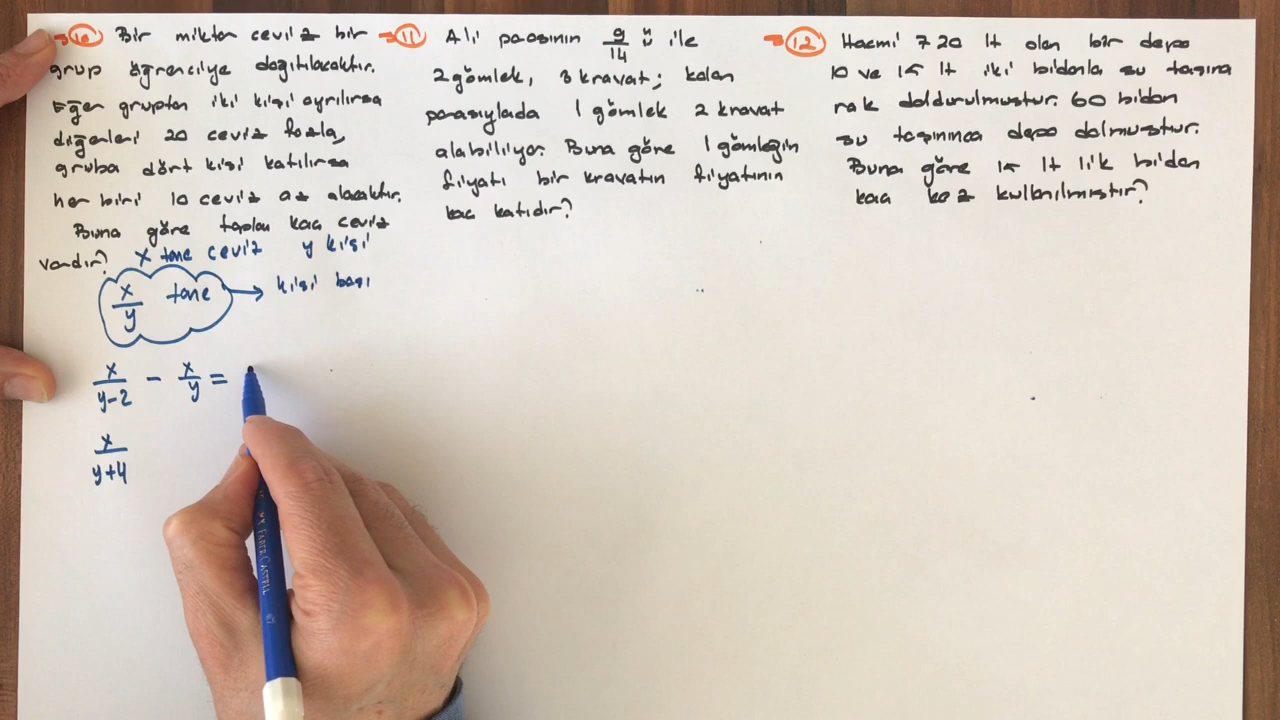 10 Bir miktar ceviz bir
grup öğrenciye dağıtılacaktır.
Eğer gruptan iki kişi ayrılırsa
diğerleri 20 ceviz fazla,
gruba dört kişi katılırsa
her biri 10 ceviz az alacaktır.
Buna göre toplam kaç ceviz
vardır?
x tane ceviz y kişi
x/y tane → kişi başı
x/(y-2) - x/y =
x/(y+4)
11 Ali parasının 9/14 ü ile
2 gömlek, 3 kravat; kalan
parasıylada 1 gömlek 2 kravat
alabiliyor. Buna göre 1 gömleğin
fiyatı bir kravatın fiyatının
kaç katıdır?
12 Hacmi 720 lt olan bir depo
10 ve 15 lt iki bidonla su taşına
rak doldurulmuştur. 60 bidon
su taşınınca depo dolmuştur.
Buna göre 15 lt lik bidon
kaç kez kullanılmıştır?
FABER CASTELL